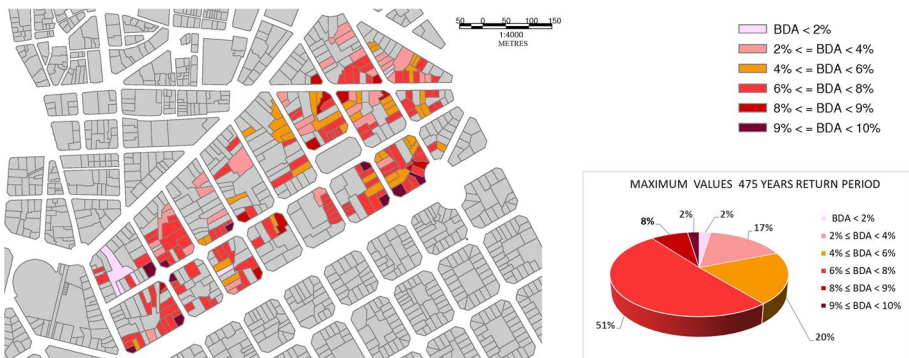 50 0 50 100 150
1:4000
METRES
BDA < 2%
2% < = BDA < 4%
4% < = BDA < 6%
6% < = BDA < 8%
8% < = BDA < 9%
9% < = BDA < 10%
MAXIMUM VALUES 475 YEARS RETURN PERIOD
8%
2%
2%
17%
20%
51%
BDA < 2%
2% ≤ BDA < 4%
4% ≤ BDA < 6%
6% ≤ BDA < 8%
8% ≤ BDA < 9%
9% ≤ BDA < 10%